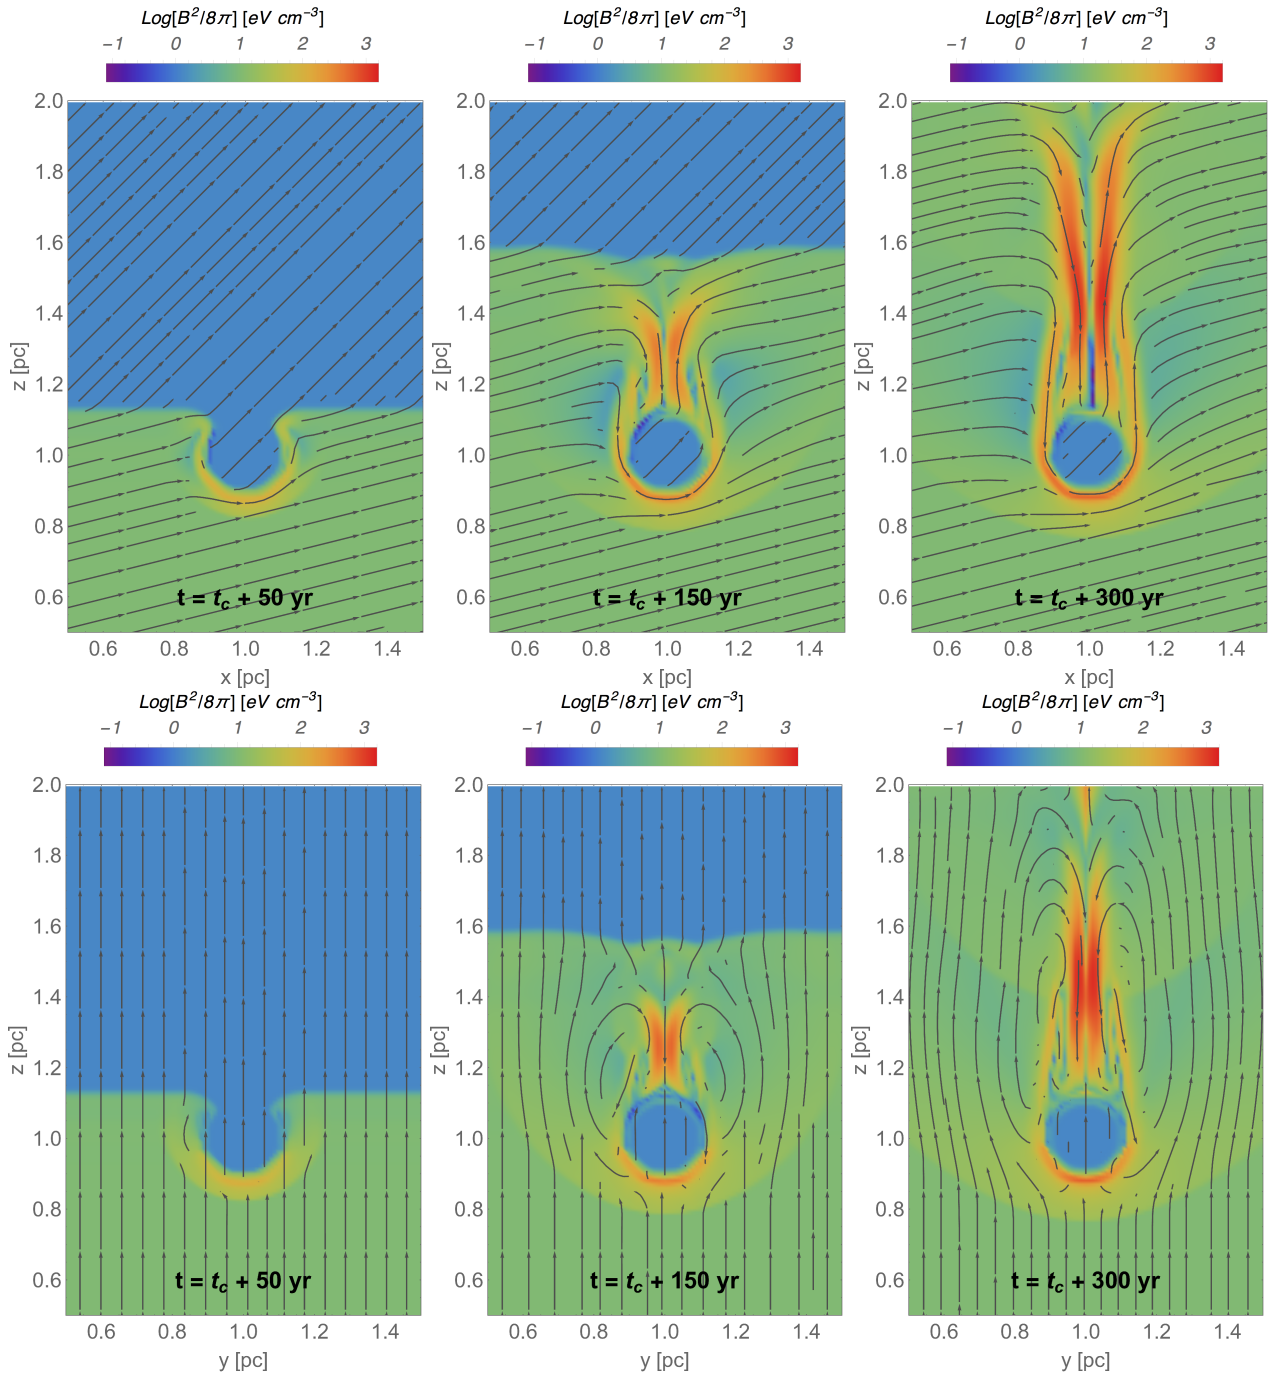 Log[B²/8π] [eV cm⁻³] Log[B²/8π] [eV cm⁻³] Log[B²/8π] [eV cm⁻³]
−1 0 1 2 3 −1 0 1 2 3 −1 0 1 2 3
2.0 2.0 2.0
1.8 1.8 1.8
1.6 1.6 1.6
1.4 1.4 1.4
z [pc] z [pc] z [pc]
1.2 1.2 1.2
1.0 1.0 1.0
0.8 0.8 0.8
0.6 t = t_c + 50 yr 0.6 t = t_c + 150 yr 0.6 t = t_c + 300 yr
0.6 0.8 1.0 1.2 1.4 0.6 0.8 1.0 1.2 1.4 0.6 0.8 1.0 1.2 1.4
x [pc] x [pc] x [pc]
Log[B²/8π] [eV cm⁻³] Log[B²/8π] [eV cm⁻³] Log[B²/8π] [eV cm⁻³]
−1 0 1 2 3 −1 0 1 2 3 −1 0 1 2 3
2.0 2.0 2.0
1.8 1.8 1.8
1.6 1.6 1.6
1.4 1.4 1.4
z [pc] z [pc] z [pc]
1.2 1.2 1.2
1.0 1.0 1.0
0.8 0.8 0.8
0.6 t = t_c + 50 yr 0.6 t = t_c + 150 yr 0.6 t = t_c + 300 yr
0.6 0.8 1.0 1.2 1.4 0.6 0.8 1.0 1.2 1.4 0.6 0.8 1.0 1.2 1.4
y [pc] y [pc] y [pc]